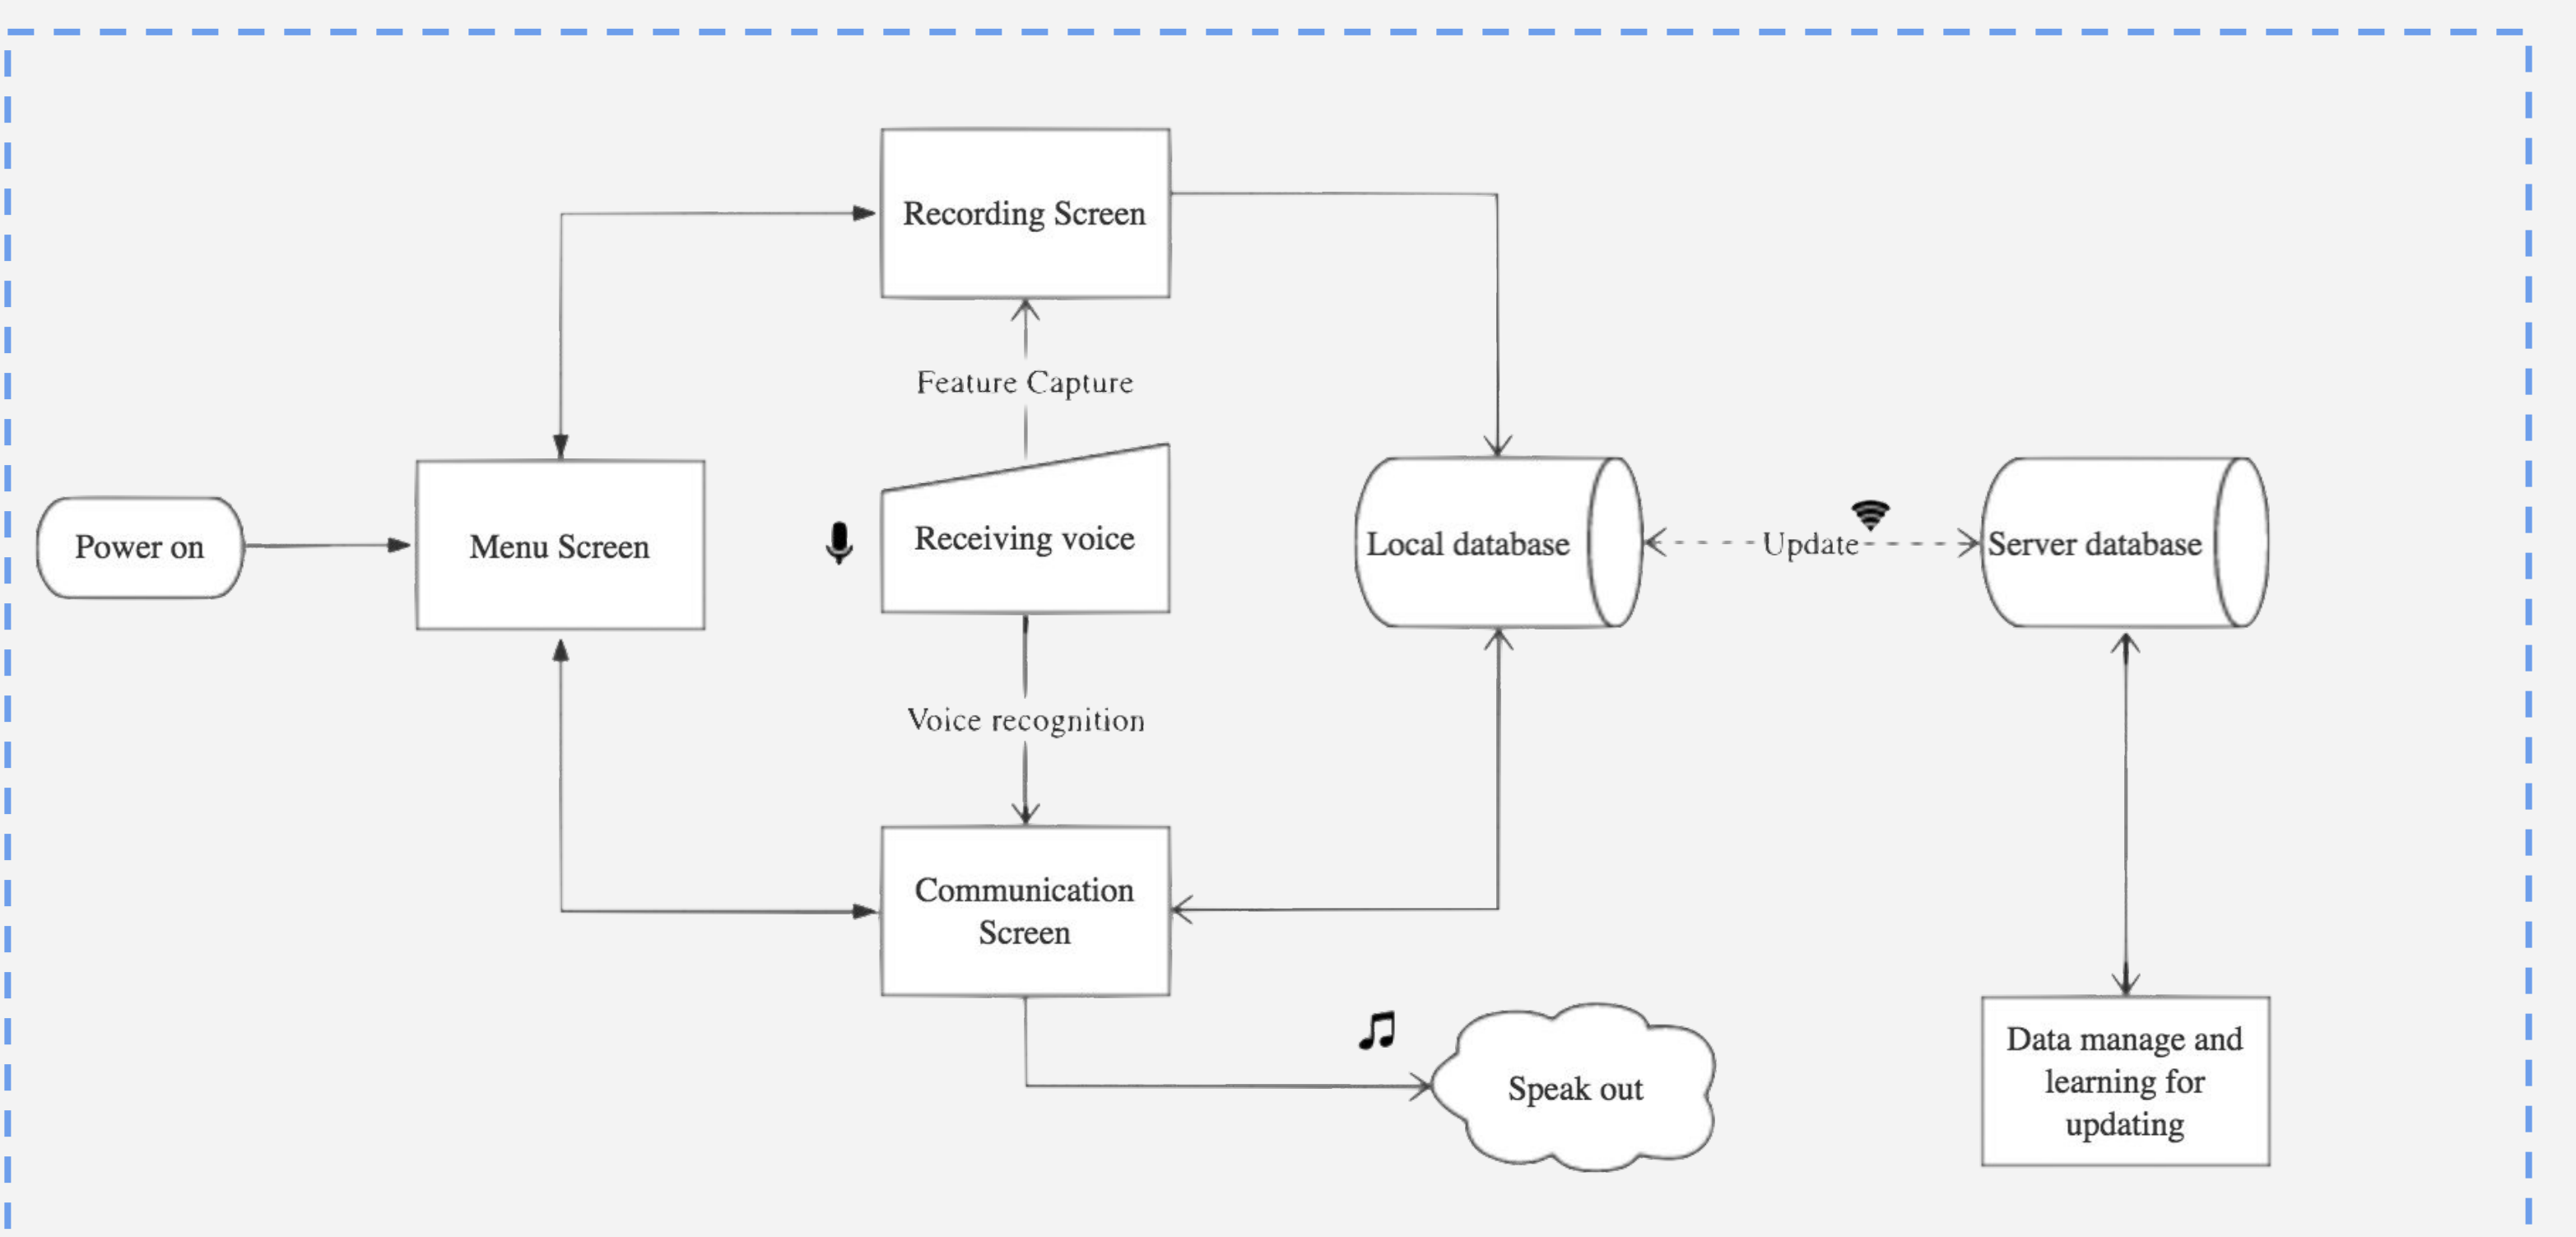 Recording Screen
Feature Capture
Power on
Menu Screen
Receiving voice
Local database
Update
Server database
Voice recognition
Communication
Screen
Speak out
Data manage and
learning for
updating